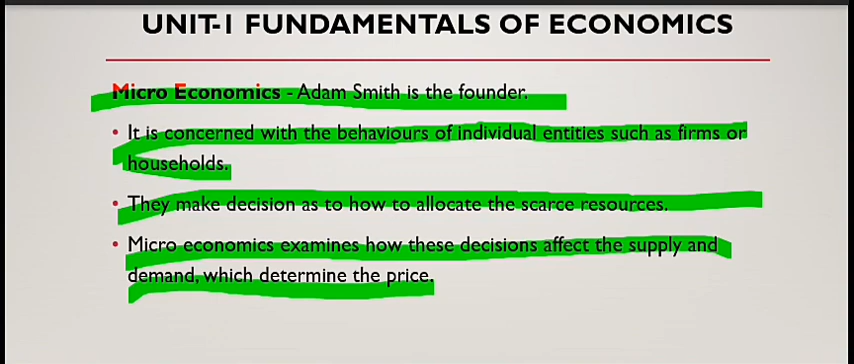 UNIT-1 FUNDAMENTALS OF ECONOMICS
Micro Economics - Adam Smith is the founder.
• It is concerned with the behaviours of individual entities such as firms or
households.
• They make decision as to how to allocate the scarce resources.
• Micro economics examines how these decisions affect the supply and
demand, which determine the price.